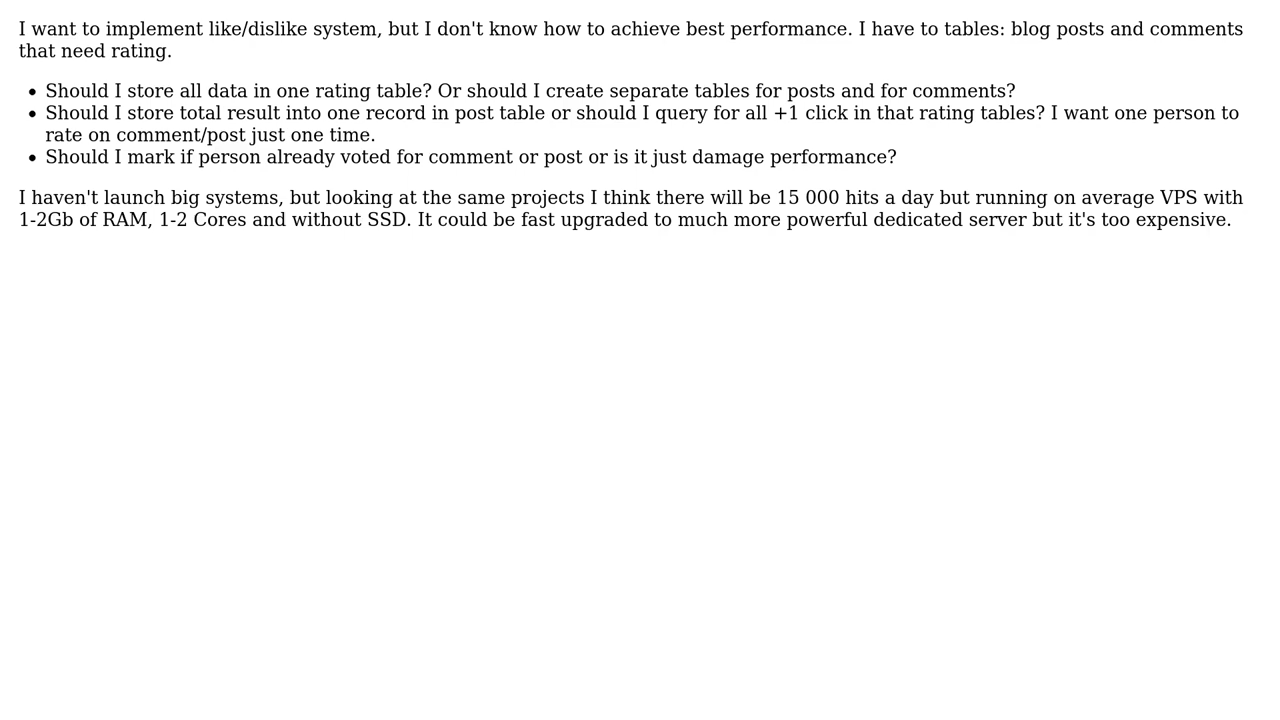 I want to implement like/dislike system, but I don't know how to achieve best performance. I have to tables: blog posts and comments
that need rating.
• Should I store all data in one rating table? Or should I create separate tables for posts and for comments?
• Should I store total result into one record in post table or should I query for all +1 click in that rating tables? I want one person to
rate on comment/post just one time.
• Should I mark if person already voted for comment or post or is it just damage performance?
I haven't launch big systems, but looking at the same projects I think there will be 15 000 hits a day but running on average VPS with
1-2Gb of RAM, 1-2 Cores and without SSD. It could be fast upgraded to much more powerful dedicated server but it's too expensive.